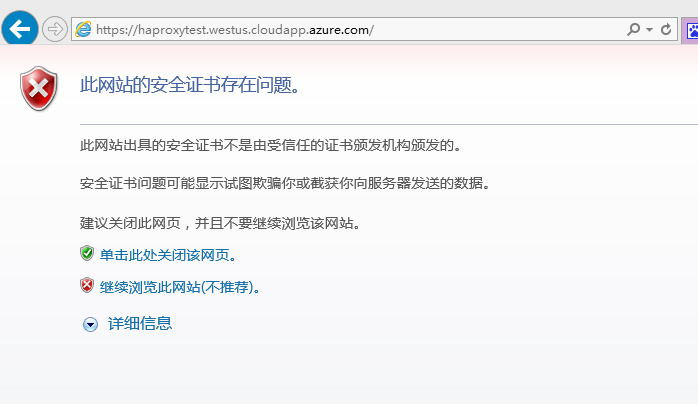 https://haproxytest.westus.cloudapp.azure.com/
此网站的安全证书存在问题。
此网站出具的安全证书不是由受信任的证书颁发机构颁发的。
安全证书问题可能显示试图欺骗你或截获你向服务器发送的数据。
建议关闭此网页，并且不要继续浏览该网站。
单击此处关闭该网页。
继续浏览此网站(不推荐)。
详细信息